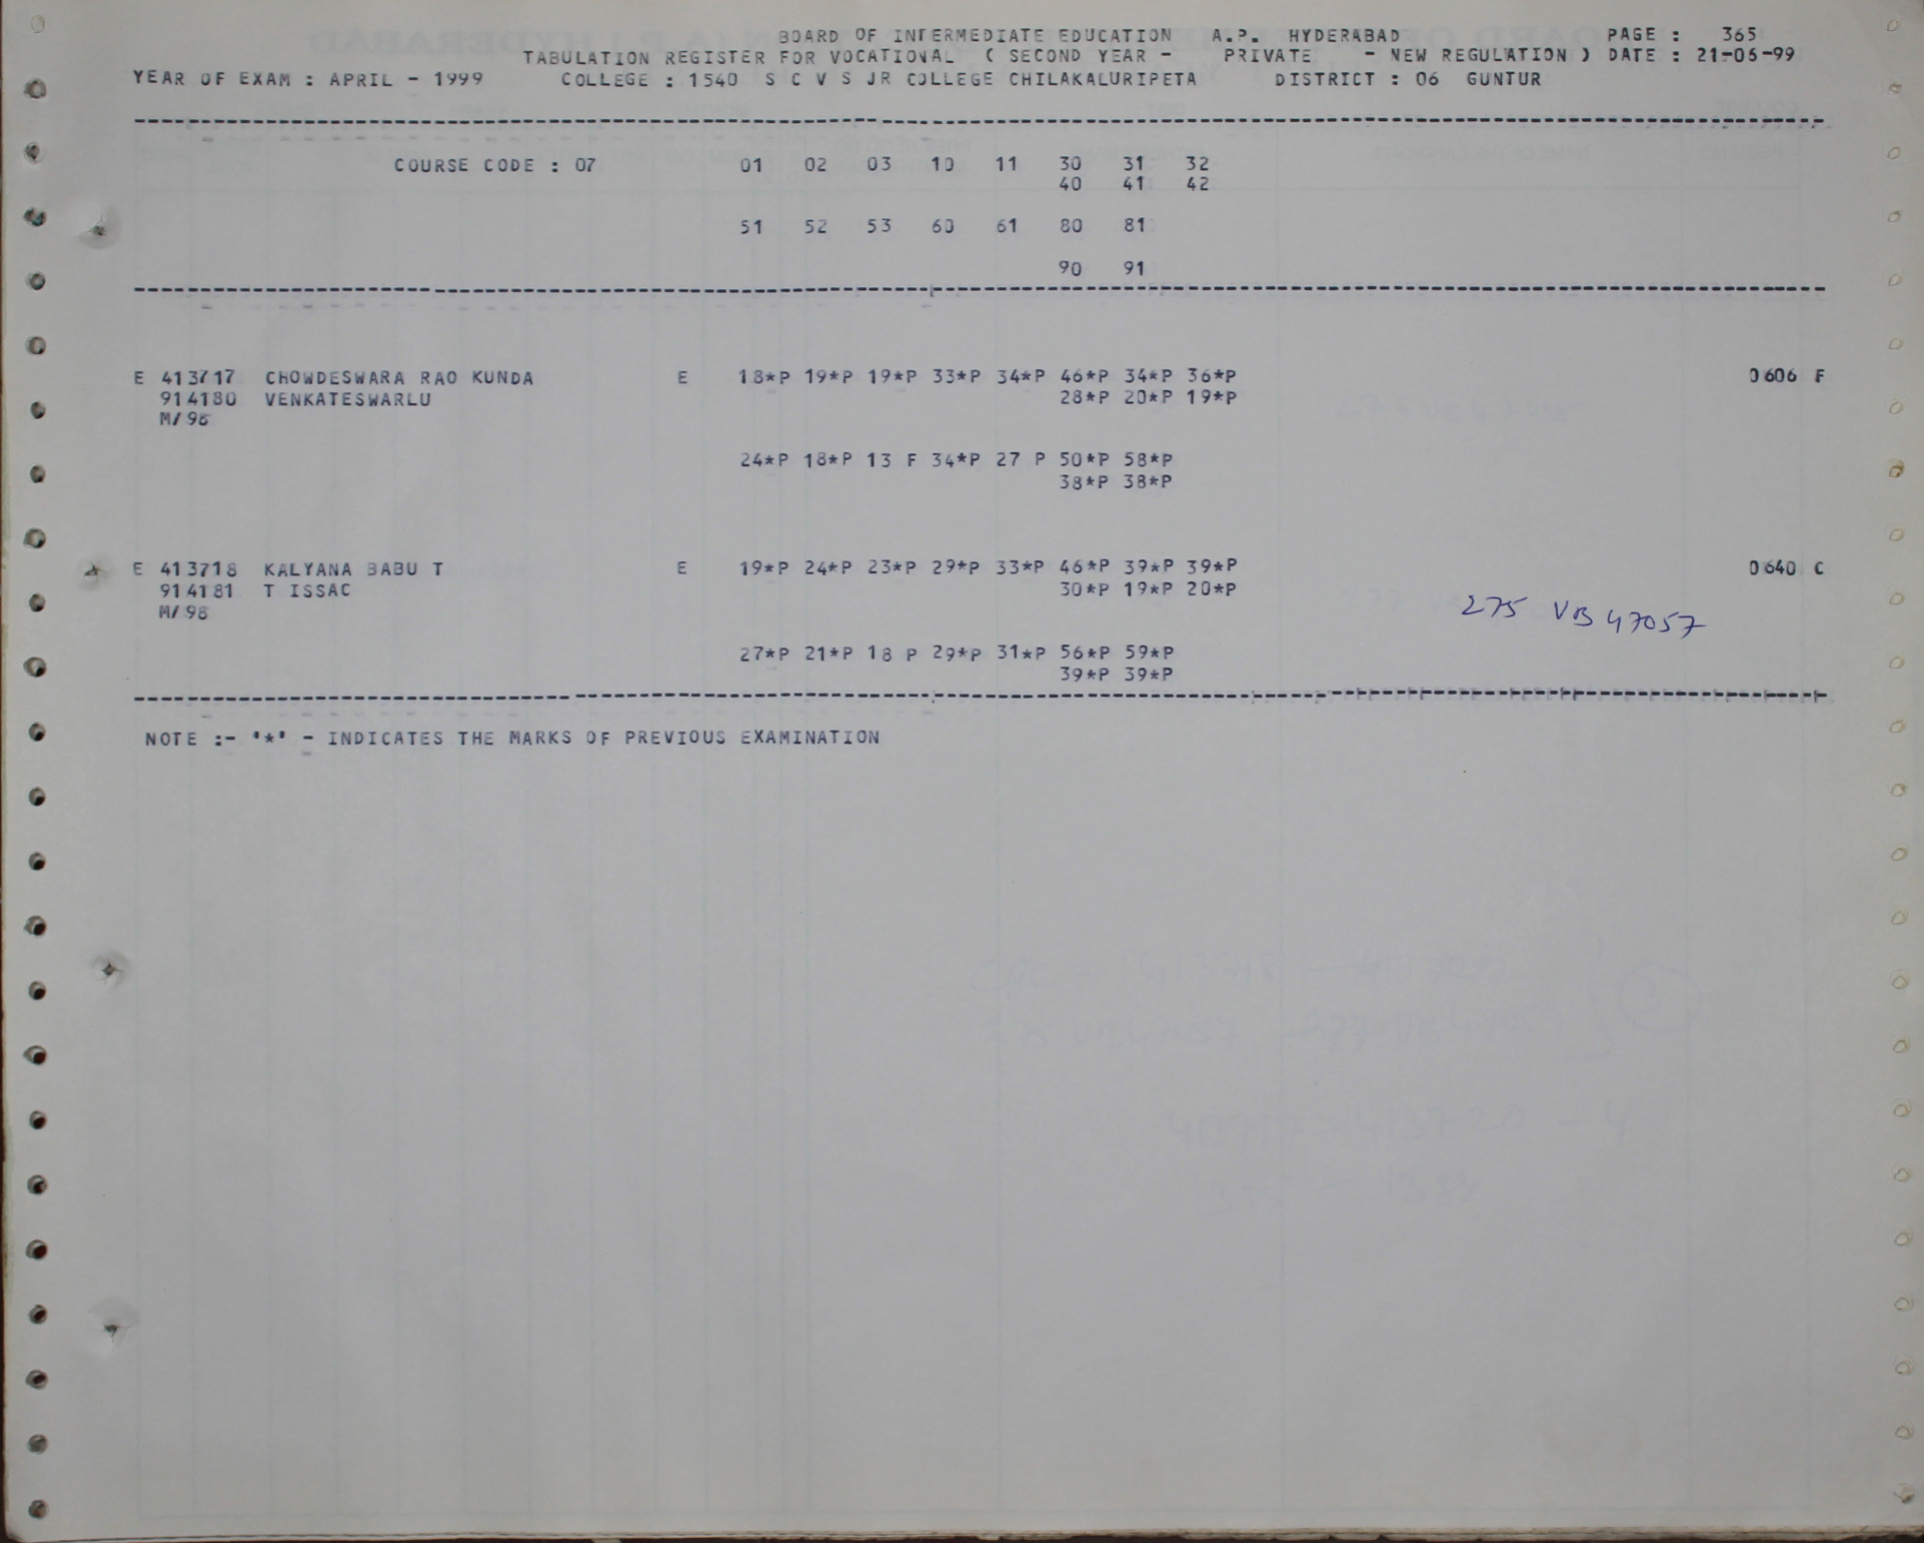 BOARD OF INTERMEDIATE EDUCATION A.P. HYDERABAD PAGE : 365
TABULATION REGISTER FOR VOCATIONAL ( SECOND YEAR - PRIVATE - NEW REGULATION ) DATE : 21-06-99
YEAR OF EXAM : APRIL - 1999 COLLEGE : 1540 S C V S JR COLLEGE CHILAKALURIPETA DISTRICT : 06 GUNTUR
COURSE CODE : 07 01 02 03 10 11 30 31 32
40 41 42
51 52 53 60 61 80 81
90 91
E 413717 CHOWDESWARA RAO KUNDA E 18*P 19*P 19*P 33*P 34*P 46*P 34*P 36*P 0606 F
914180 VENKATESWARLU 28*P 20*P 19*P
M/98
24*P 18*P 13 F 34*P 27 P 50*P 58*P
38*P 38*P
E 413718 KALYANA BABU T E 19*P 24*P 23*P 29*P 33*P 46*P 39*P 39*P 0640 C
914181 T ISSAC 30*P 19*P 20*P
M/98
275 VB 47057
27*P 21*P 18 P 29*P 31*P 56*P 59*P
39*P 39*P
NOTE :- '*' - INDICATES THE MARKS OF PREVIOUS EXAMINATION